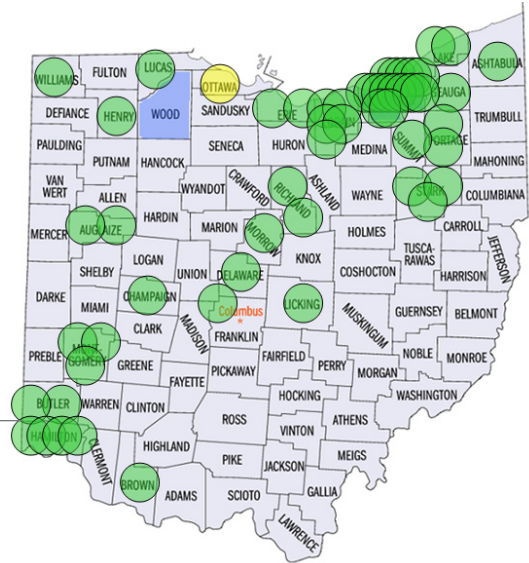 LAKE
ASHTABULA
WILLIAMS
FULTON
LUCAS
OTTAWA
GEAUGA
DEFIANCE
HENRY
WOOD
SANDUSKY
ERIE
TRUMBULL
PAULDING
PUTNAM
HANCOCK
SENECA
HURON
MEDINA
SUMMIT
PORTAGE
MAHONING
VAN
WERT
ALLEN
WYANDOT
CRAWFORD
RICHLAND
ASHLAND
WAYNE
STARK
COLUMBIANA
MERCER
AUGLAIZE
HARDIN
MARION
MORROW
HOLMES
CARROLL
TUSCA-
RAWAS
JEFFERSON
SHELBY
LOGAN
UNION
DELAWARE
KNOX
COSHOCTON
HARRISON
DARKE
MIAMI
CHAMPAIGN
LICKING
Columbus
*
GUERNSEY
BELMONT
CLARK
MADISON
FRANKLIN
MUSKINGUM
PREBLE
MONT-
GOMERY
GREENE
PICKAWAY
FAIRFIELD
PERRY
MORGAN
NOBLE
MONROE
FAYETTE
BUTLER
WARREN
CLINTON
HOCKING
WASHINGTON
ROSS
ATHENS
HAMILTON
CLERMONT
HIGHLAND
VINTON
PIKE
JACKSON
MEIGS
BROWN
ADAMS
SCIOTO
GALLIA
LAWRENCE